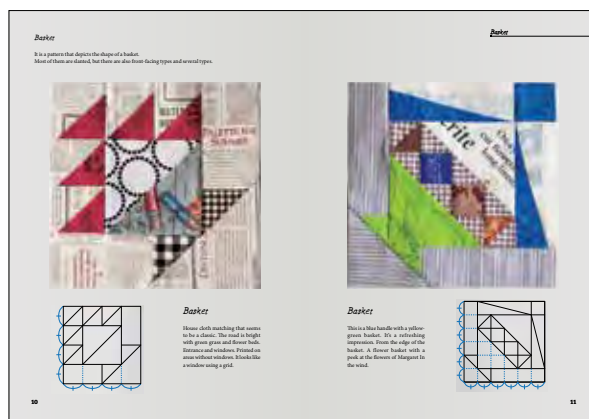 Basket
It is a pattern that depicts the shape of a basket.
Most of them are slanted, but there are also front-facing types and several types.
Basket
House cloth matching that seems
to be a classic. The road is bright
with green grass and flower beds.
Entrance and windows. Printed on
areas without windows. It looks like
a window using a grid.
10
Basket
Basket
This is a blue handle with a yellow-
green basket. It's a refreshing
impression. From the edge of the
basket. A flower basket with a
peek at the flowers of Margaret In
the wind.
11